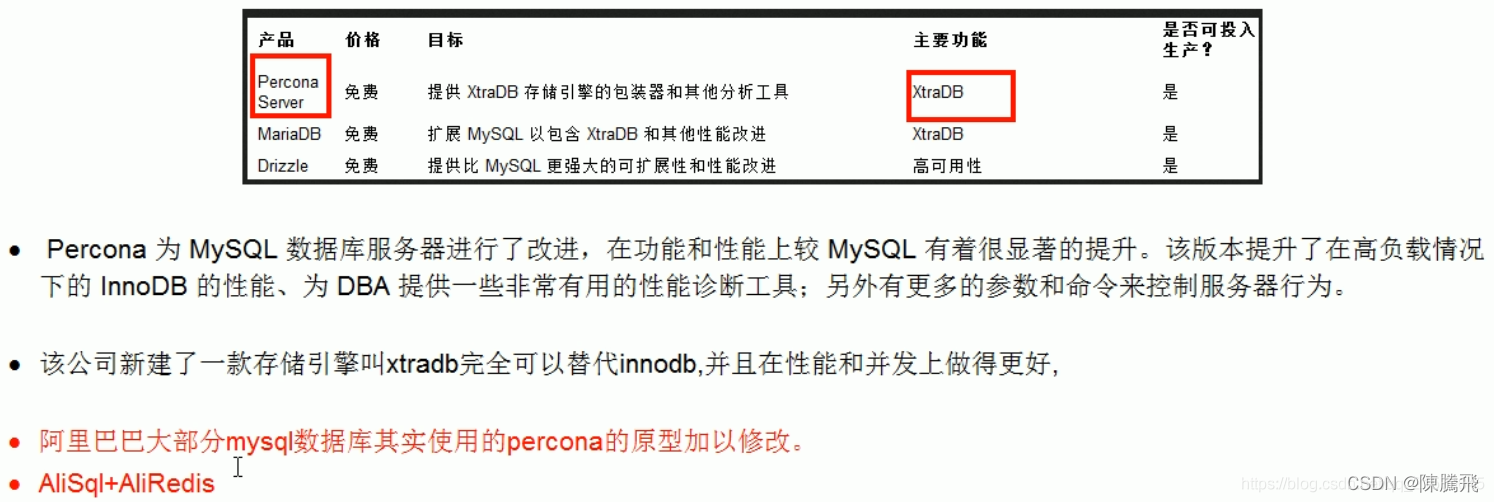 产品 价格 目标 主要功能 是否可投入
生产？
Percona
Server 免费 提供 XtraDB 存储引擎的包装器和其他分析工具 XtraDB 是
MariaDB 免费 扩展 MySQL 以包含 XtraDB 和其他性能改进 XtraDB 是
Drizzle 免费 提供比 MySQL 更强大的可扩展性和性能改进 高可用性 是
● Percona 为 MySQL 数据库服务器进行了改进，在功能和性能上较 MySQL 有着很显著的提升。该版本提升了在高负载情况
下的 InnoDB 的性能、为 DBA 提供一些非常有用的性能诊断工具；另外有更多的参数和命令来控制服务器行为。
● 该公司新建了一款存储引擎叫xtradb完全可以替代innodb,并且在性能和并发上做得更好,
● 阿里巴巴大部分mysql数据库其实使用的percona的原型加以修改。
● AliSql+AliRedis
https://blog.csd
CSDN @陳騰飛